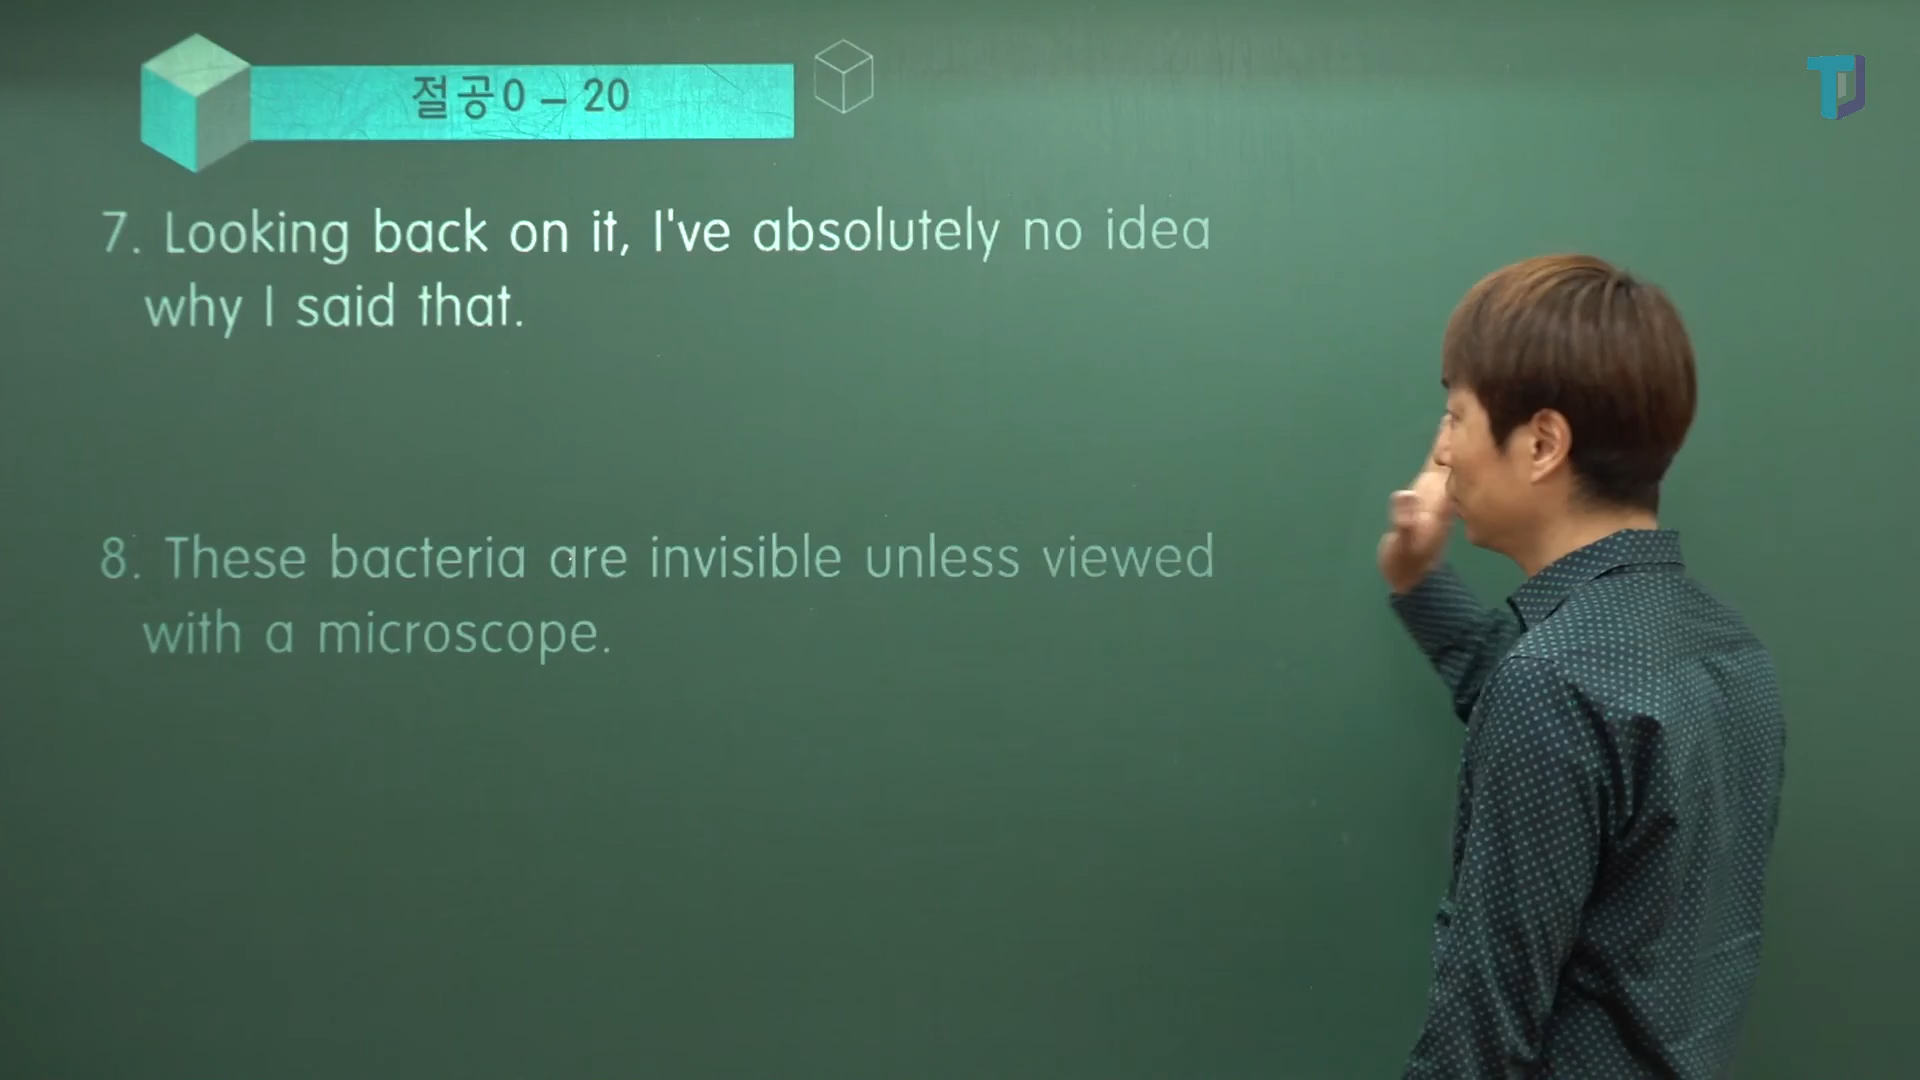 절공0 – 20
7. Looking back on it, I've absolutely no idea
why I said that.
8. These bacteria are invisible unless viewed
with a microscope.